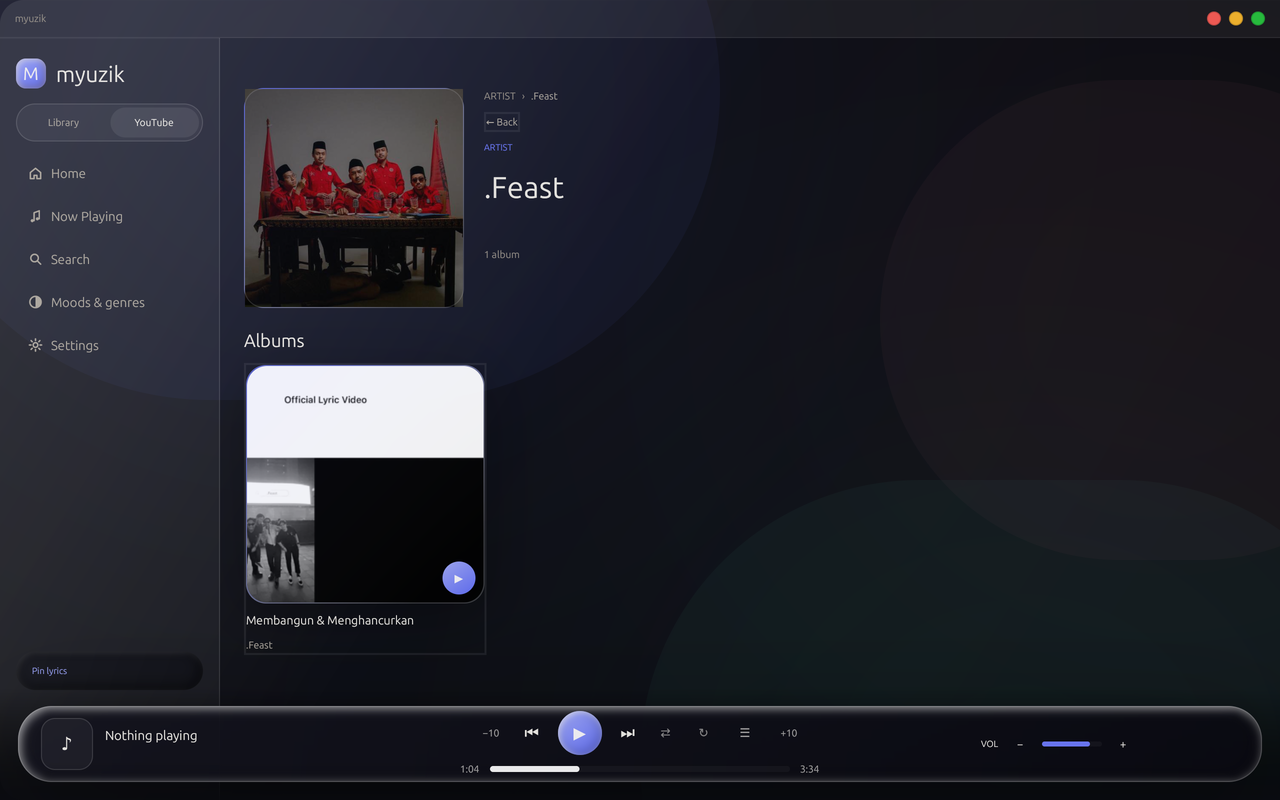 myuzik
M myuzik
Library YouTube
Home
Now Playing
Search
Moods & genres
Settings
Pin lyrics
ARTIST › .Feast
← Back
ARTIST
.Feast
1 album
Albums
Official Lyric Video
Membangun & Menghancurkan
.Feast
Nothing playing
−10 +10
1:04 3:34
VOL − +